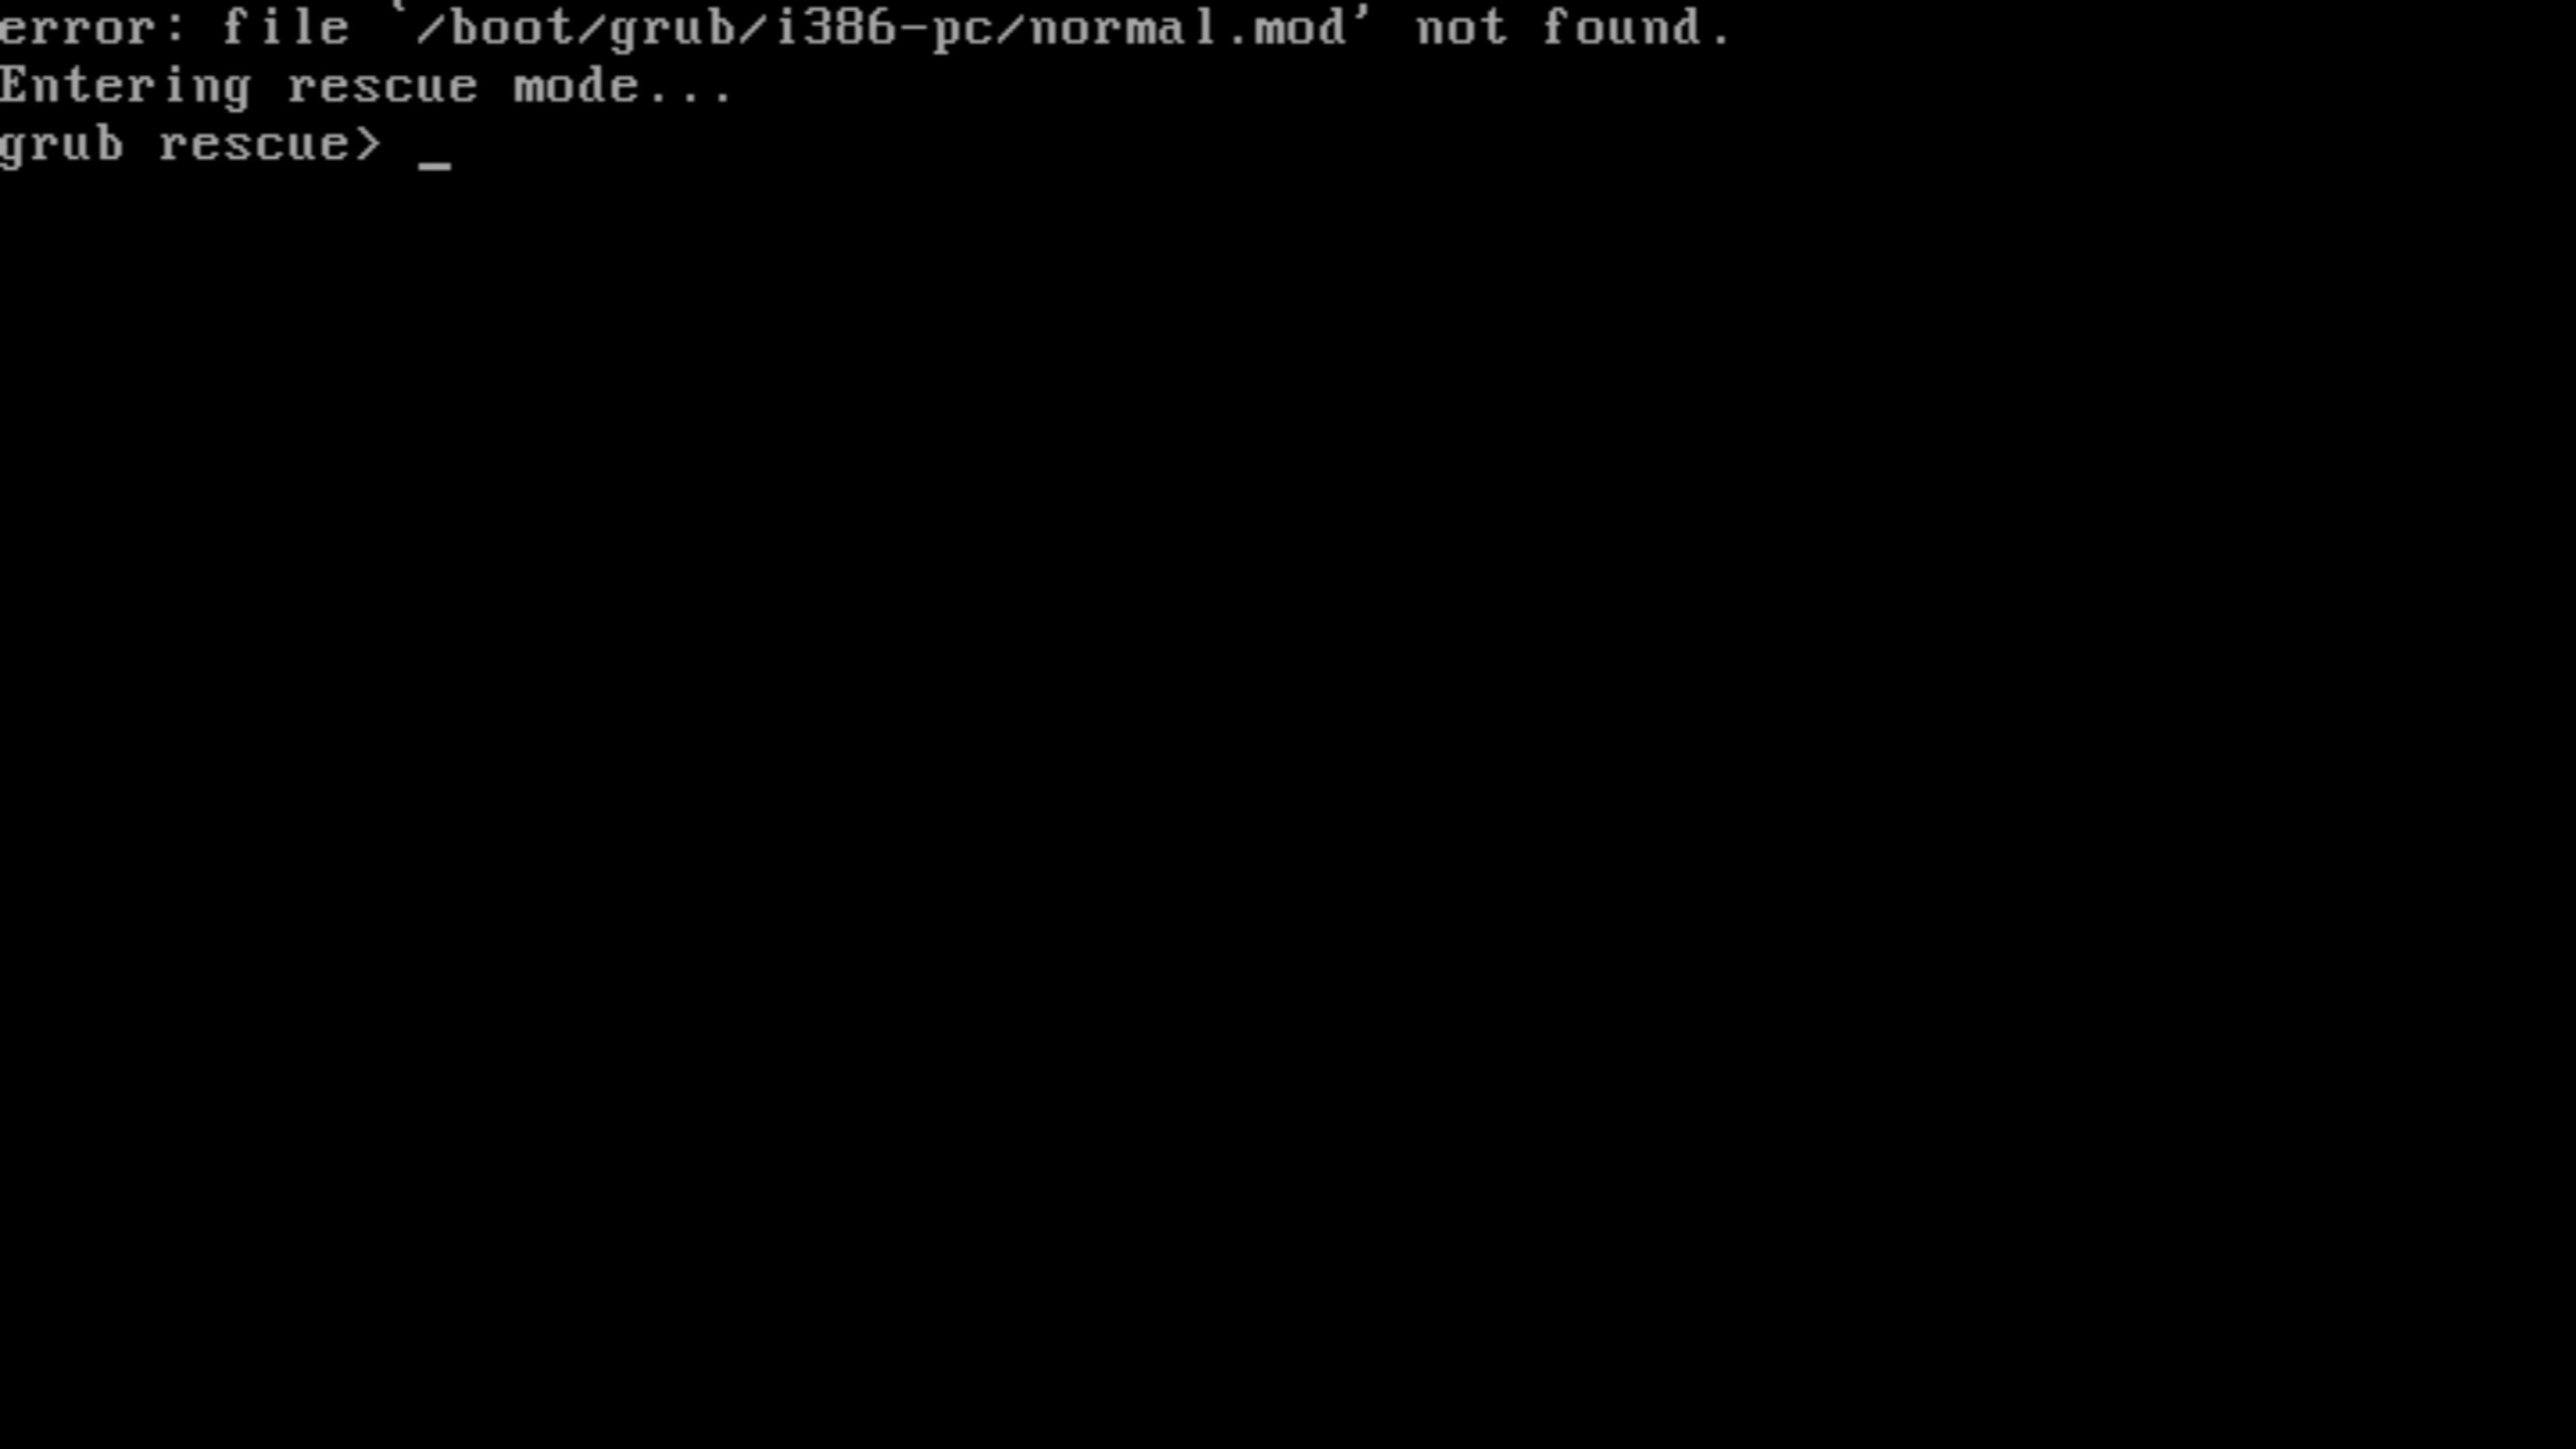 error: file `/boot/grub/i386-pc/normal.mod' not found.
Entering rescue mode...
grub rescue> _